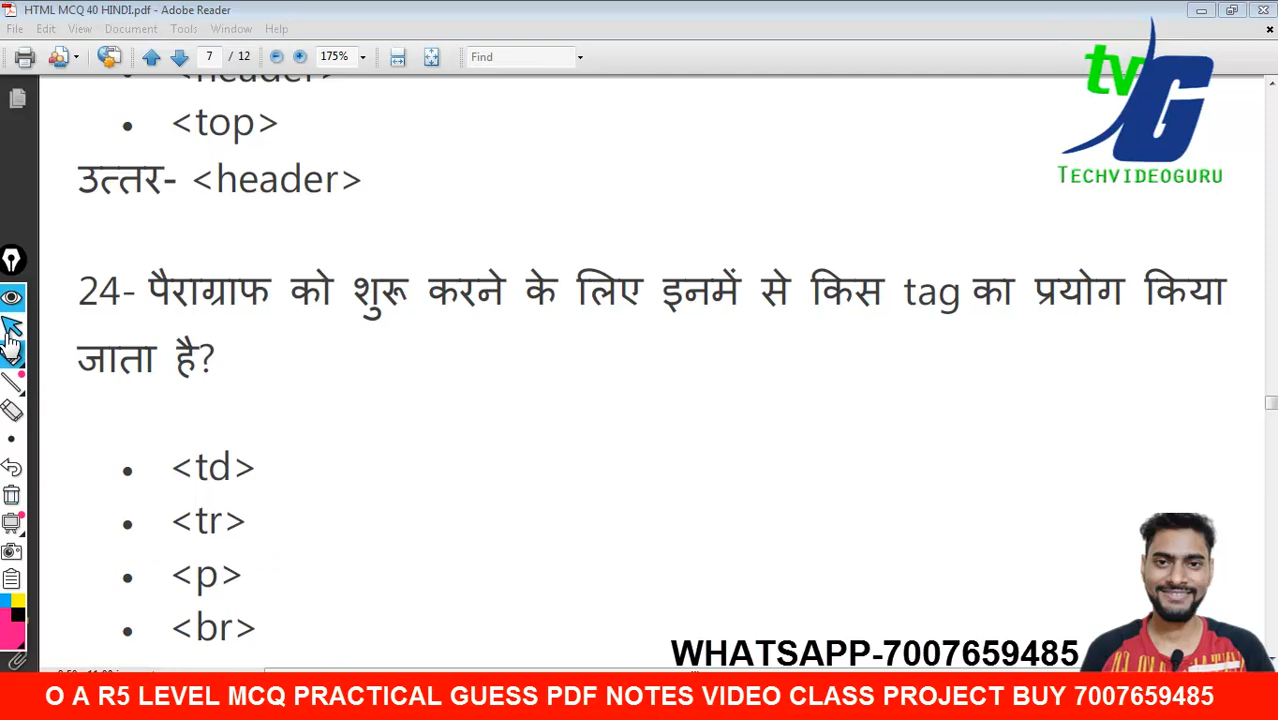 HTML MCQ 40 HINDI.pdf - Adobe Reader
File Edit View Document Tools Window Help
7 / 12 175% Find
<header>
<top>
उत्तर- <header>
24- पैराग्राफ को शुरू करने के लिए इनमें से किस tag का प्रयोग किया
जाता है?
<td>
<tr>
<p>
<br>
tv G
TECHVIDEOGURU
WHATSAPP-7007659485
O A R5 LEVEL MCQ PRACTICAL GUESS PDF NOTES VIDEO CLASS PROJECT BUY 7007659485